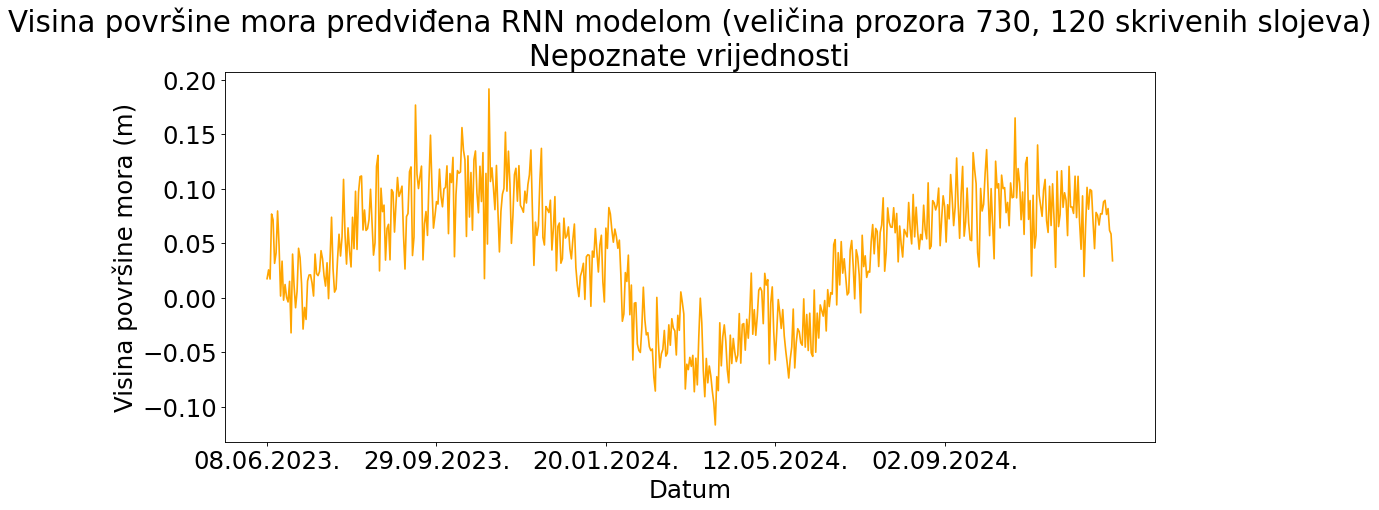 Visina površine mora predviđena RNN modelom (veličina prozora 730, 120 skrivenih slojeva)
Nepoznate vrijednosti
Visina površine mora (m)
0.20
0.15
0.10
0.05
0.00
−0.05
−0.10
08.06.2023. 29.09.2023. 20.01.2024. 12.05.2024. 02.09.2024.
Datum